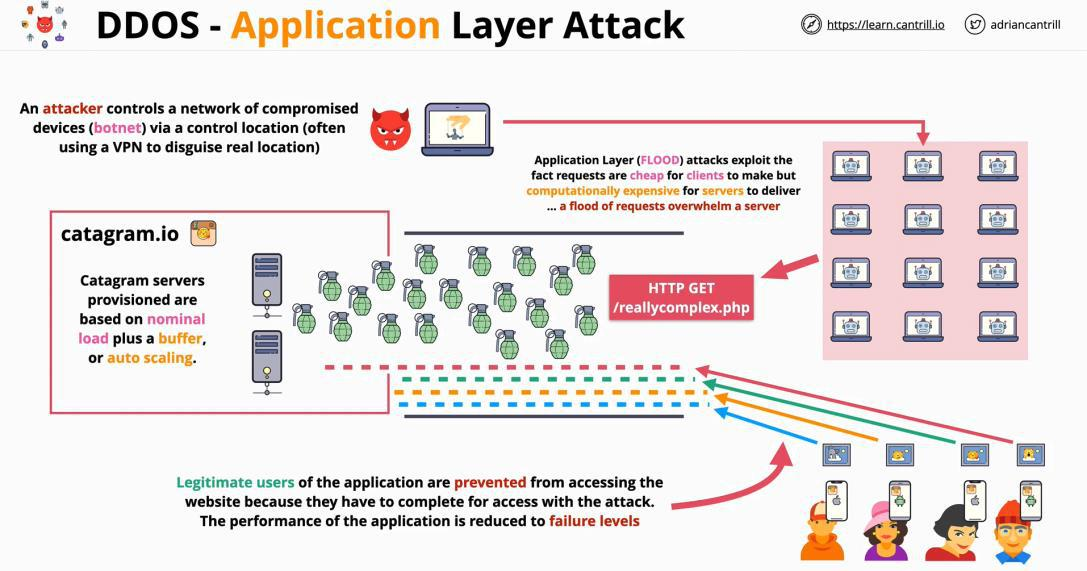 DDOS - Application Layer Attack
https://learn.cantrill.io
adriancantrill
An attacker controls a network of compromised
devices (botnet) via a control location (often
using a VPN to disguise real location)
Application Layer (FLOOD) attacks exploit the
fact requests are cheap for clients to make but
computationally expensive for servers to deliver
... a flood of requests overwhelm a server
catagram.io
Catagram servers
provisioned are
based on nominal
load plus a buffer,
or auto scaling.
HTTP GET
/reallycomplex.php
Legitimate users of the application are prevented from accessing the
website because they have to complete for access with the attack.
The performance of the application is reduced to failure levels